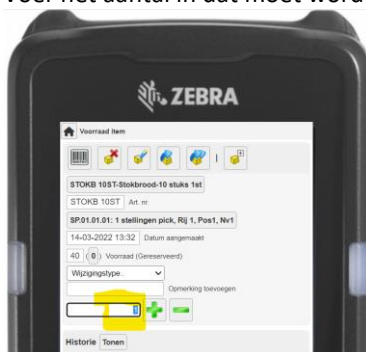 Voer het aantal in dat moet word
ZEBRA
Voorraad Item
STOKB 10ST-Stokbrood-10 stuks 1st
STOKB 10ST Art. nr
SP.01.01.01: 1 stellingen pick, Rij 1, Pos1, Nv1
14-03-2022 13:32 Datum aangemaakt
40 (0) Voorraad (Gereserveerd)
Wijzigingstype..
Opmerking toevoegen
1
Historie Tonen